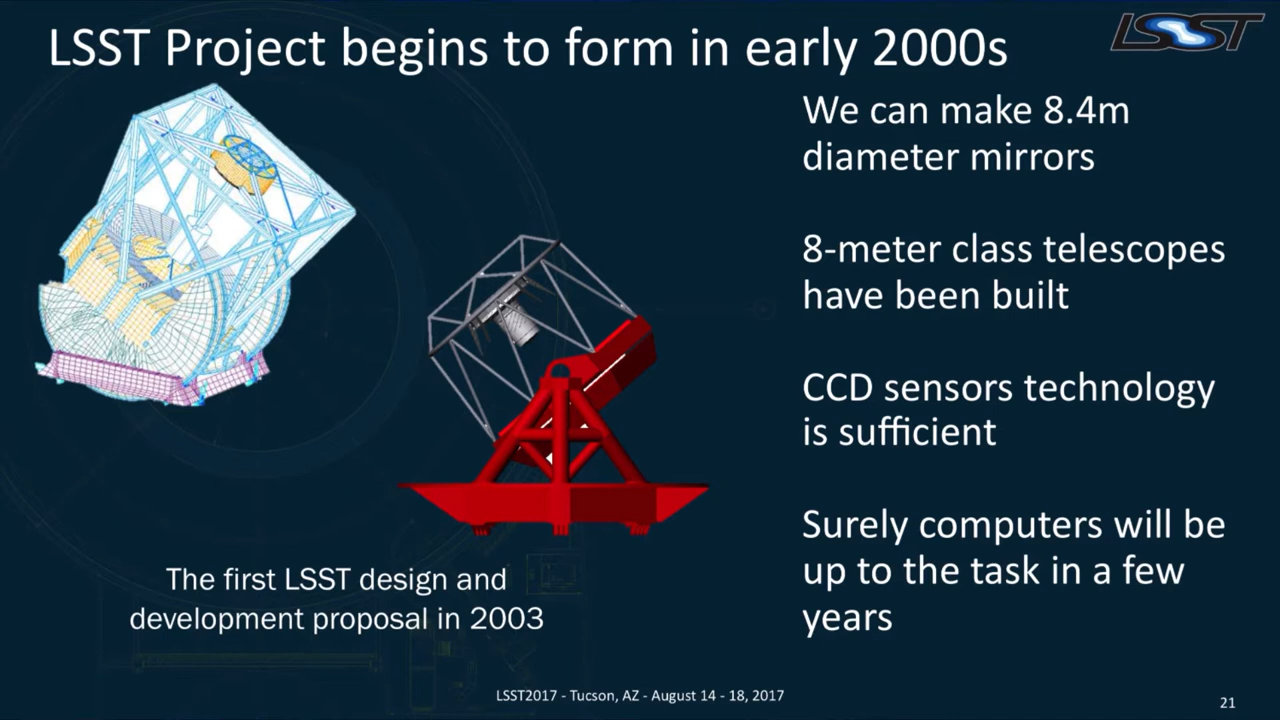 LSST Project begins to form in early 2000s
LSST
We can make 8.4m
diameter mirrors
8-meter class telescopes
have been built
CCD sensors technology
is sufficient
Surely computers will be
up to the task in a few
years
The first LSST design and
development proposal in 2003
LSST2017 - Tucson, AZ - August 14 - 18, 2017
21